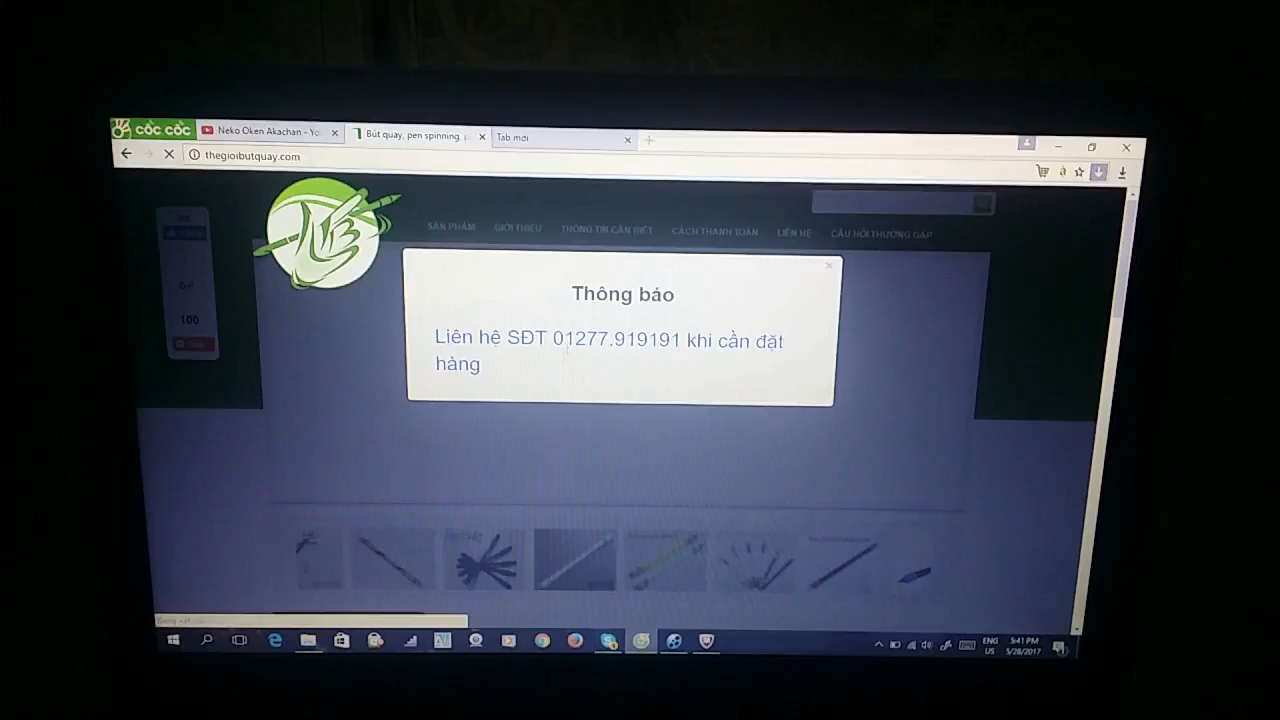 cốc cốc
Neko Oken Akachan - Yo
Bút quay, pen spinning, p
Tab mới
thegioibutquay.com
SẢN PHẨM
GIỚI THIỆU
THÔNG TIN CẦN BIẾT
CÁCH THANH TOÁN
LIÊN HỆ
CÂU HỎI THƯỜNG GẶP
100
Thông báo
Liên hệ SĐT 01277.919191 khi cần đặt
hàng
ENG
US
5:41 PM
5/28/2017